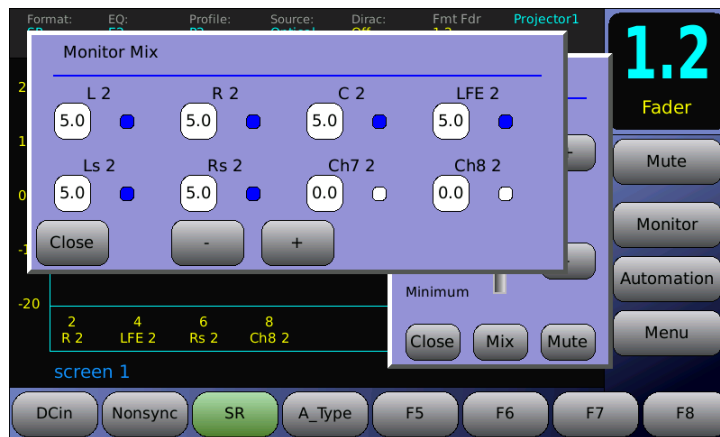 Format: EQ: Profile: Source: Dirac: Fmt Fdr Projector1
Monitor Mix
L 2 R 2 C 2 LFE 2
5.0 5.0 5.0 5.0
Ls 2 Rs 2 Ch7 2 Ch8 2
5.0 5.0 0.0 0.0
Close - +
Minimum
Close Mix Mute
2
1
0
-20
2 4 6 8
R 2 LFE 2 Rs 2 Ch8 2
screen 1
1.2
Fader
Mute
Monitor
Automation
Menu
DCin Nonsync SR A_Type F5 F6 F7 F8